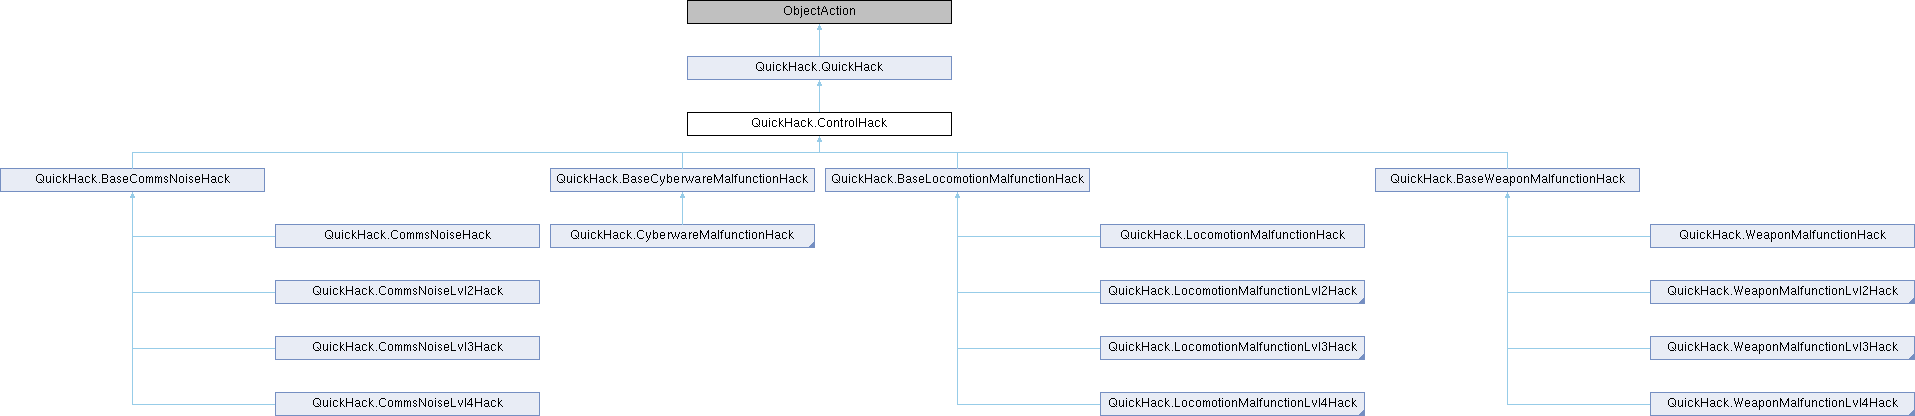 ObjectAction
QuickHack.QuickHack
QuickHack.ControlHack
QuickHack.BaseCommsNoiseHack
QuickHack.BaseCyberwareMalfunctionHack
QuickHack.BaseLocomotionMalfunctionHack
QuickHack.BaseWeaponMalfunctionHack
QuickHack.CommsNoiseHack
QuickHack.CyberwareMalfunctionHack
QuickHack.LocomotionMalfunctionHack
QuickHack.WeaponMalfunctionHack
QuickHack.CommsNoiseLvl2Hack
QuickHack.LocomotionMalfunctionLvl2Hack
QuickHack.WeaponMalfunctionLvl2Hack
QuickHack.CommsNoiseLvl3Hack
QuickHack.LocomotionMalfunctionLvl3Hack
QuickHack.WeaponMalfunctionLvl3Hack
QuickHack.CommsNoiseLvl4Hack
QuickHack.LocomotionMalfunctionLvl4Hack
QuickHack.WeaponMalfunctionLvl4Hack